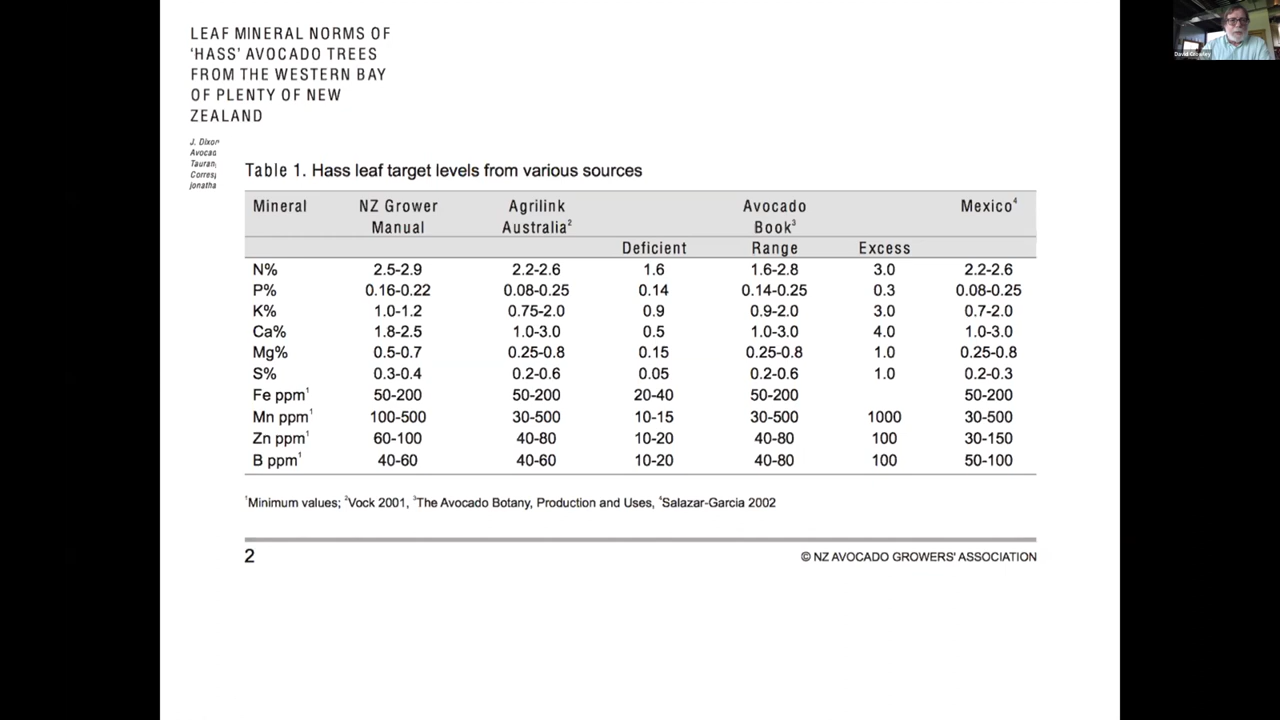 LEAF MINERAL NORMS OF
‘HASS’ AVOCADO TREES
FROM THE WESTERN BAY
OF PLENTY OF NEW
ZEALAND
J. Dixon
Avocad
Tauran
Corres
jonatha
Table 1. Hass leaf target levels from various sources
Mineral NZ Grower Agrilink Avocado Mexico⁴
Manual Australia² Book³
Deficient Range Excess
N% 2.5-2.9 2.2-2.6 1.6 1.6-2.8 3.0 2.2-2.6
P% 0.16-0.22 0.08-0.25 0.14 0.14-0.25 0.3 0.08-0.25
K% 1.0-1.2 0.75-2.0 0.9 0.9-2.0 3.0 0.7-2.0
Ca% 1.8-2.5 1.0-3.0 0.5 1.0-3.0 4.0 1.0-3.0
Mg% 0.5-0.7 0.25-0.8 0.15 0.25-0.8 1.0 0.25-0.8
S% 0.3-0.4 0.2-0.6 0.05 0.2-0.6 1.0 0.2-0.3
Fe ppm¹ 50-200 50-200 20-40 50-200 50-200
Mn ppm¹ 100-500 30-500 10-15 30-500 1000 30-500
Zn ppm¹ 60-100 40-80 10-20 40-80 100 30-150
B ppm¹ 40-60 40-60 10-20 40-80 100 50-100
¹Minimum values; ²Vock 2001, ³The Avocado Botany, Production and Uses, ⁴Salazar-Garcia 2002
2 © NZ AVOCADO GROWERS' ASSOCIATION
David Crowley